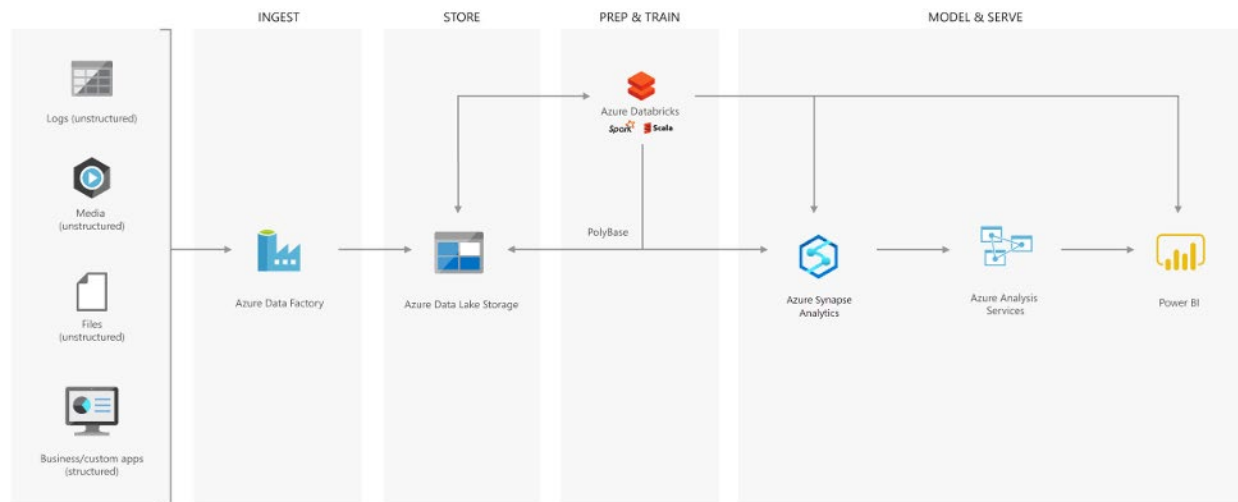 INGEST
STORE
PREP & TRAIN
MODEL & SERVE
Logs (unstructured)
Media
(unstructured)
Files
(unstructured)
Business/custom apps
(structured)
Azure Data Factory
Azure Data Lake Storage
Azure Databricks
Spark Scala
PolyBase
Azure Synapse
Analytics
Azure Analysis
Services
Power BI